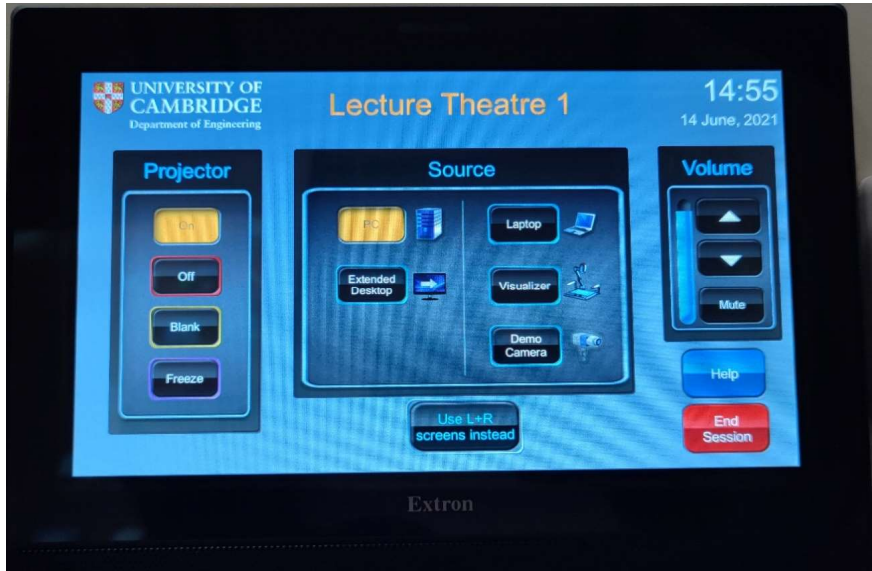 UNIVERSITY OF
CAMBRIDGE
Department of Engineering
Lecture Theatre 1
14:55
14 June, 2021
Projector
On
Off
Blank
Freeze
Source
PC
Laptop
Extended
Desktop
Visualizer
Demo
Camera
Use L+R
screens instead
Volume
Mute
Help
End
Session
Extron